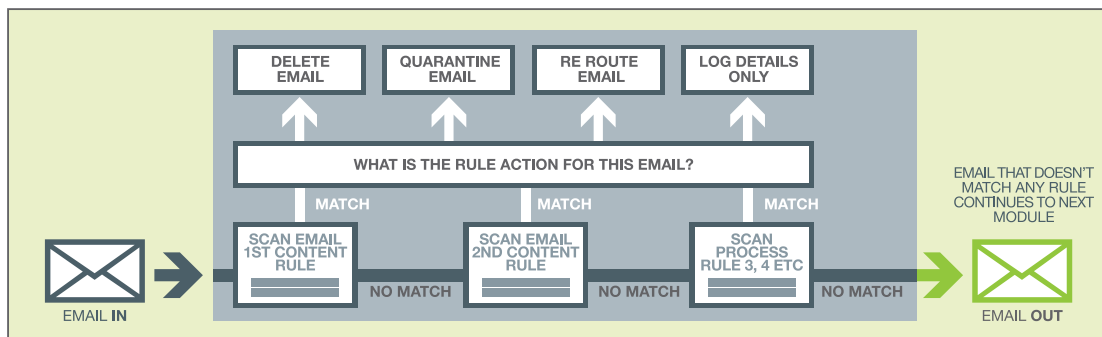 DELETE
EMAIL
QUARANTINE
EMAIL
RE ROUTE
EMAIL
LOG DETAILS
ONLY
WHAT IS THE RULE ACTION FOR THIS EMAIL?
MATCH
MATCH
MATCH
EMAIL THAT DOESN'T
MATCH ANY RULE
CONTINUES TO NEXT
MODULE
SCAN EMAIL
1ST CONTENT
RULE
SCAN EMAIL
2ND CONTENT
RULE
SCAN
PROCESS
RULE 3, 4 ETC
NO MATCH
NO MATCH
NO MATCH
EMAIL IN
EMAIL OUT